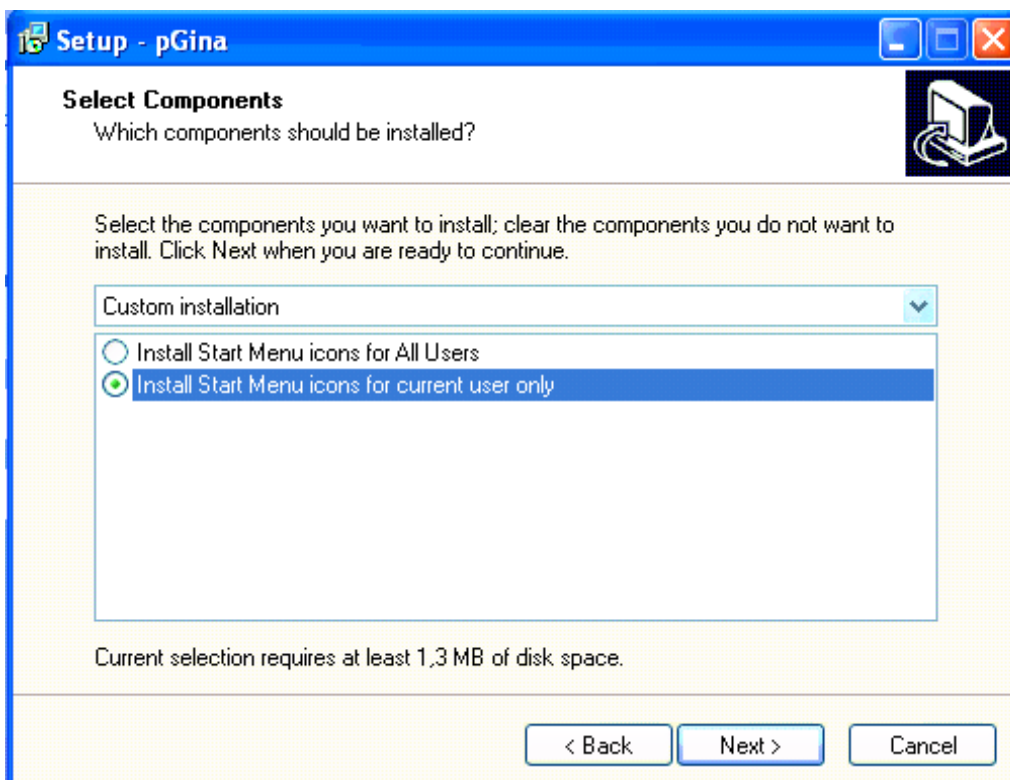 Setup - pGina
Select Components
Which components should be installed?
Select the components you want to install; clear the components you do not want to
install. Click Next when you are ready to continue.
Custom installation
Install Start Menu icons for All Users
Install Start Menu icons for current user only
Current selection requires at least 1,3 MB of disk space.
< Back Next > Cancel